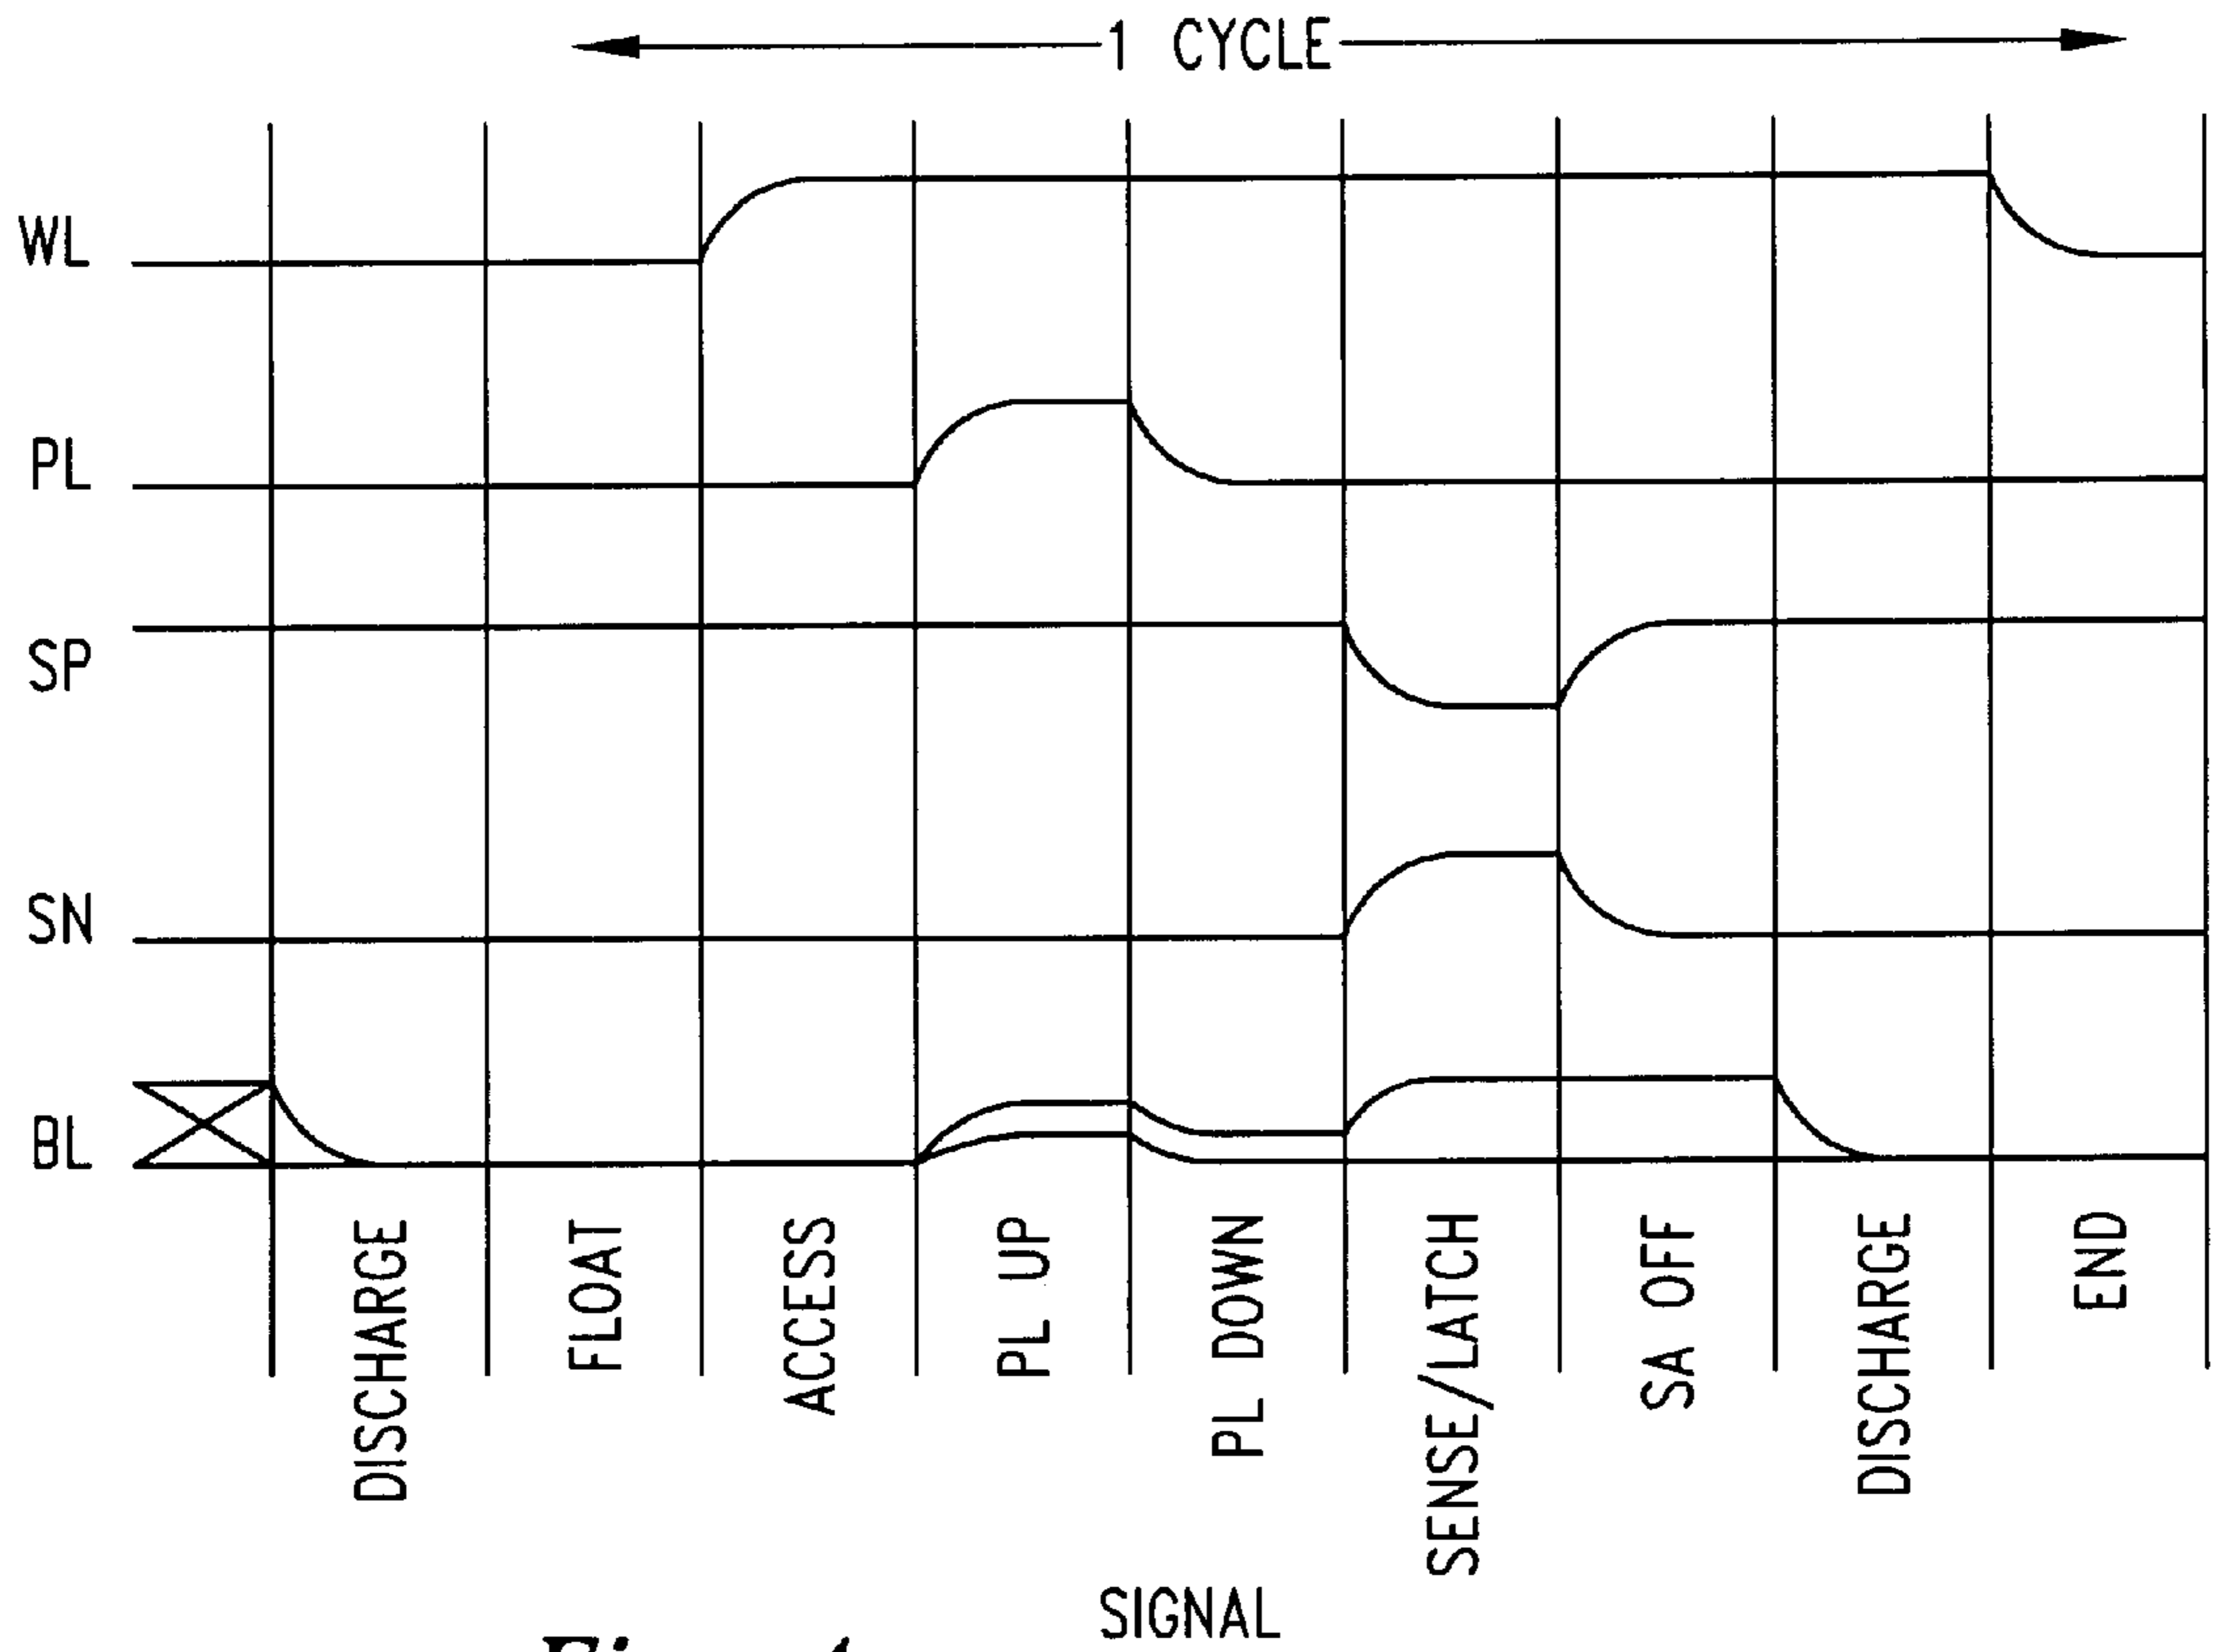 1 CYCLE
WL
PL
SP
SN
BL
DISCHARGE
FLOAT
ACCESS
PL UP
PL DOWN
SENSE/LATCH
SA OFF
DISCHARGE
END
SIGNAL